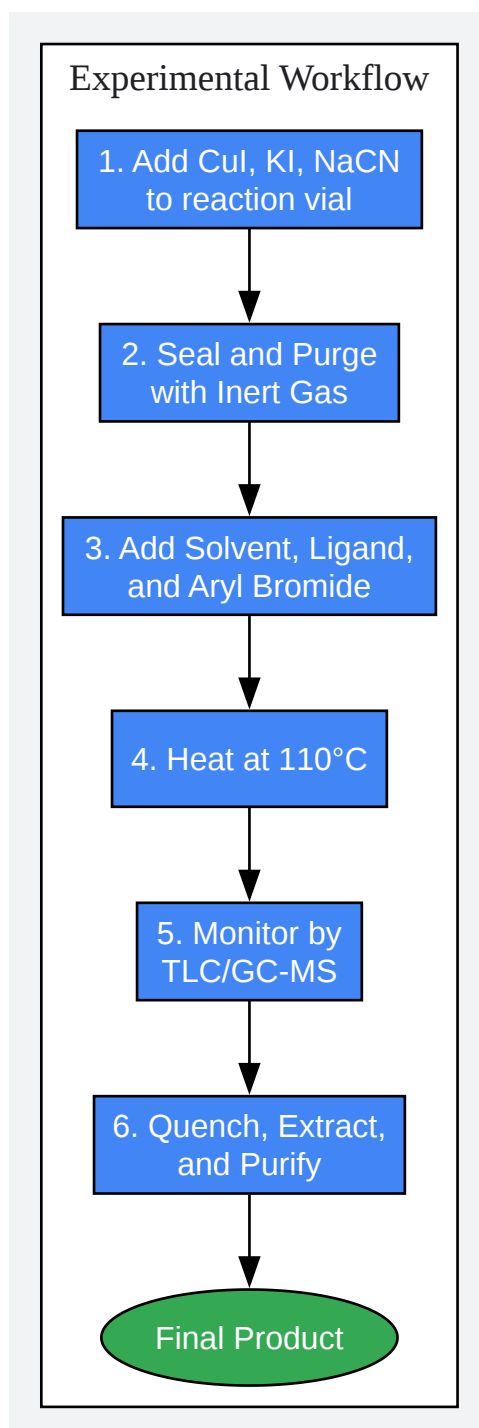 Experimental Workflow
1. Add CuI, KI, NaCN
to reaction vial
2. Seal and Purge
with Inert Gas
3. Add Solvent, Ligand,
and Aryl Bromide
4. Heat at 110°C
5. Monitor by
TLC/GC-MS
6. Quench, Extract,
and Purify
Final Product